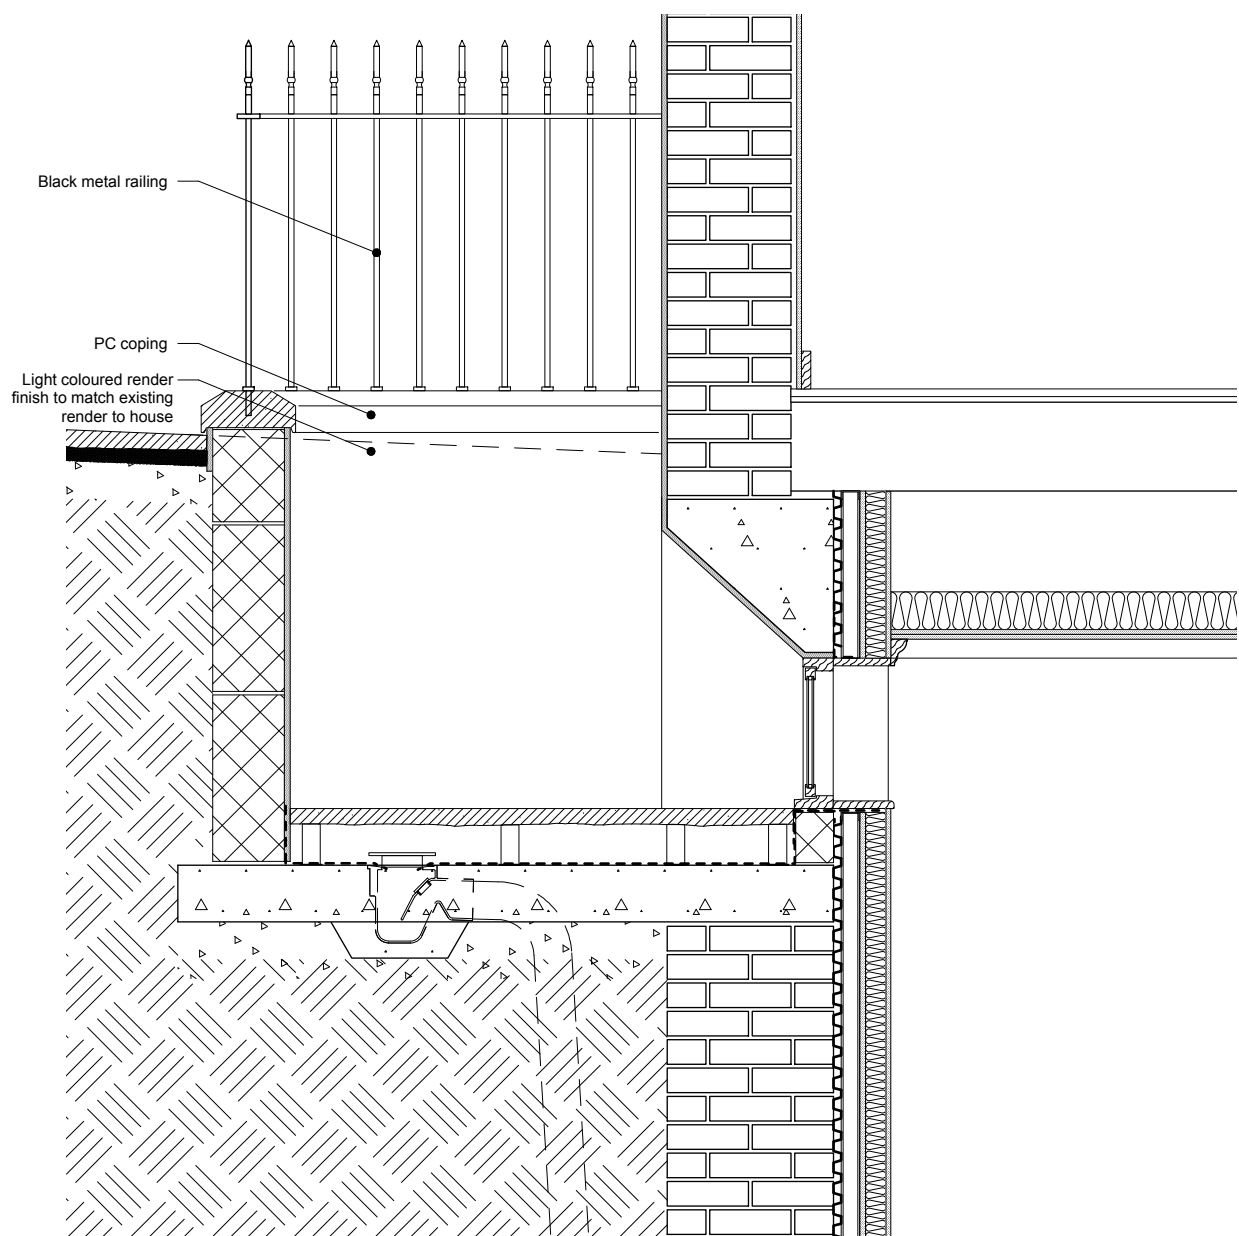 Black metal railing
PC coping
Light coloured render
finish to match existing
render to house